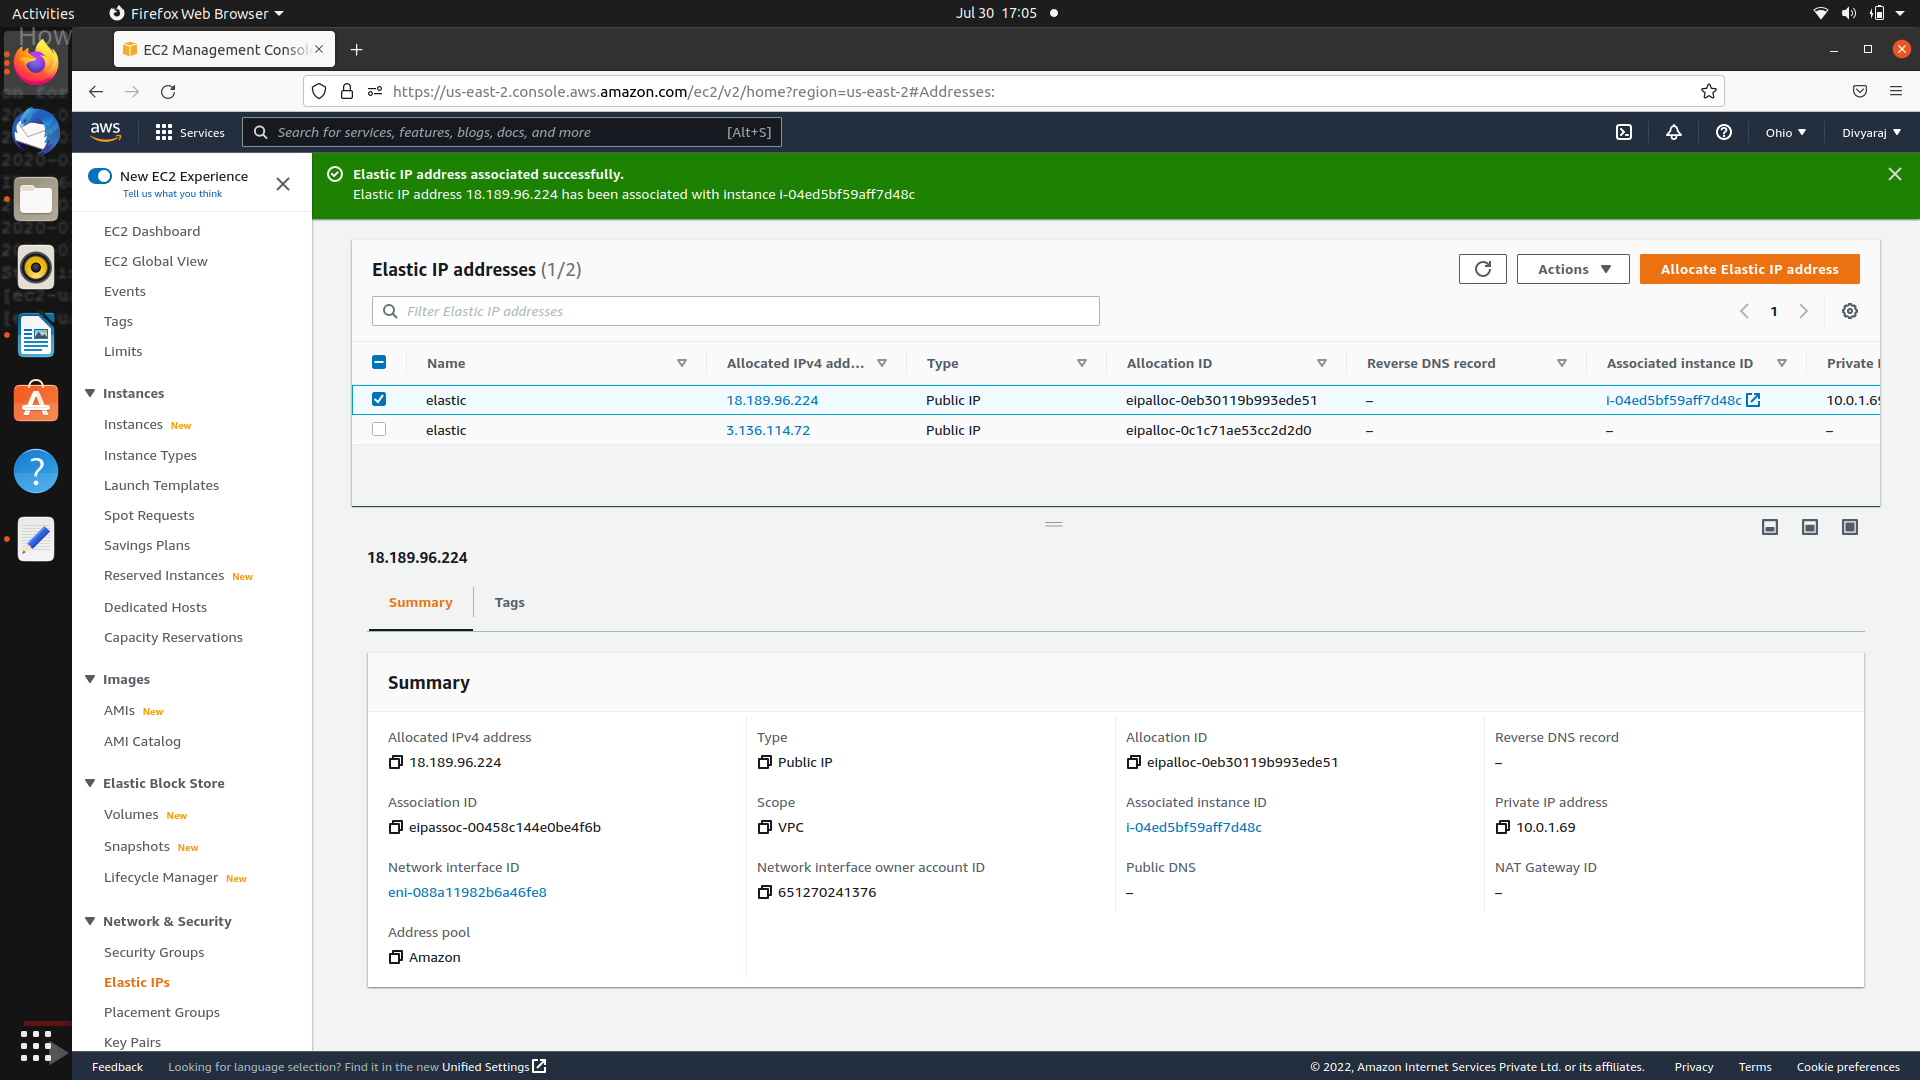 Activities
Firefox Web Browser
Jul 30 17:05
How
EC2 Management Consol
https://us-east-2.console.aws.amazon.com/ec2/v2/home?region=us-east-2#Addresses:
aws
Services
Search for services, features, blogs, docs, and more
[Alt+S]
Ohio
Divyaraj
New EC2 Experience
Tell us what you think
Elastic IP address associated successfully.
Elastic IP address 18.189.96.224 has been associated with instance i-04ed5bf59aff7d48c
EC2 Dashboard
EC2 Global View
Events
Tags
Limits
Instances
Instances New
Instance Types
Launch Templates
Spot Requests
Savings Plans
Reserved Instances New
Dedicated Hosts
Capacity Reservations
Images
AMIs New
AMI Catalog
Elastic Block Store
Volumes New
Snapshots New
Lifecycle Manager New
Network & Security
Security Groups
Elastic IPs
Placement Groups
Key Pairs
Elastic IP addresses (1/2)
Actions
Allocate Elastic IP address
Filter Elastic IP addresses
1
Name Allocated IPv4 add... Type Allocation ID Reverse DNS record Associated instance ID Private I
elastic 18.189.96.224 Public IP eipalloc-0eb30119b993ede51 – i-04ed5bf59aff7d48c 10.0.1.69
elastic 3.136.114.72 Public IP eipalloc-0c1c71ae53cc2d2d0 – – –
18.189.96.224
Summary
Tags
Summary
Allocated IPv4 address
18.189.96.224
Type
Public IP
Allocation ID
eipalloc-0eb30119b993ede51
Reverse DNS record
–
Association ID
eipassoc-00458c144e0be4f6b
Scope
VPC
Associated instance ID
i-04ed5bf59aff7d48c
Private IP address
10.0.1.69
Network interface ID
eni-088a11982b6a46fe8
Network interface owner account ID
651270241376
Public DNS
–
NAT Gateway ID
–
Address pool
Amazon
Feedback
Looking for language selection? Find it in the new Unified Settings
© 2022, Amazon Internet Services Private Ltd. or its affiliates.
Privacy
Terms
Cookie preferences